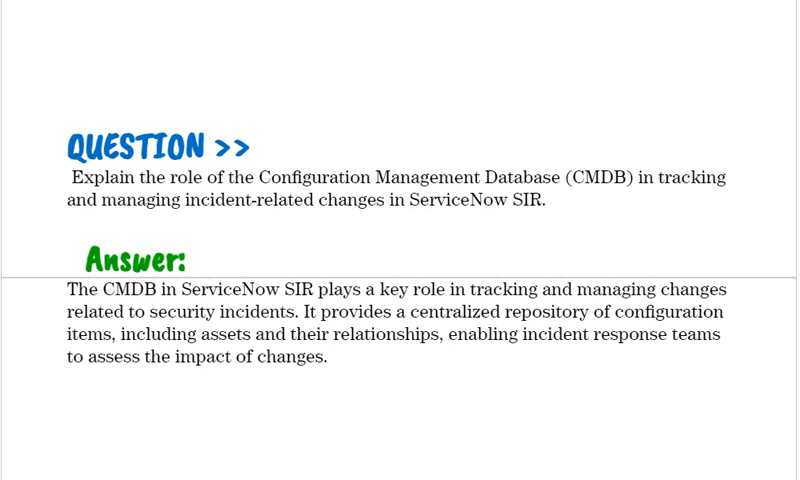 QUESTION >>
Explain the role of the Configuration Management Database (CMDB) in tracking
and managing incident-related changes in ServiceNow SIR.
Answer:
The CMDB in ServiceNow SIR plays a key role in tracking and managing changes
related to security incidents. It provides a centralized repository of configuration
items, including assets and their relationships, enabling incident response teams
to assess the impact of changes.